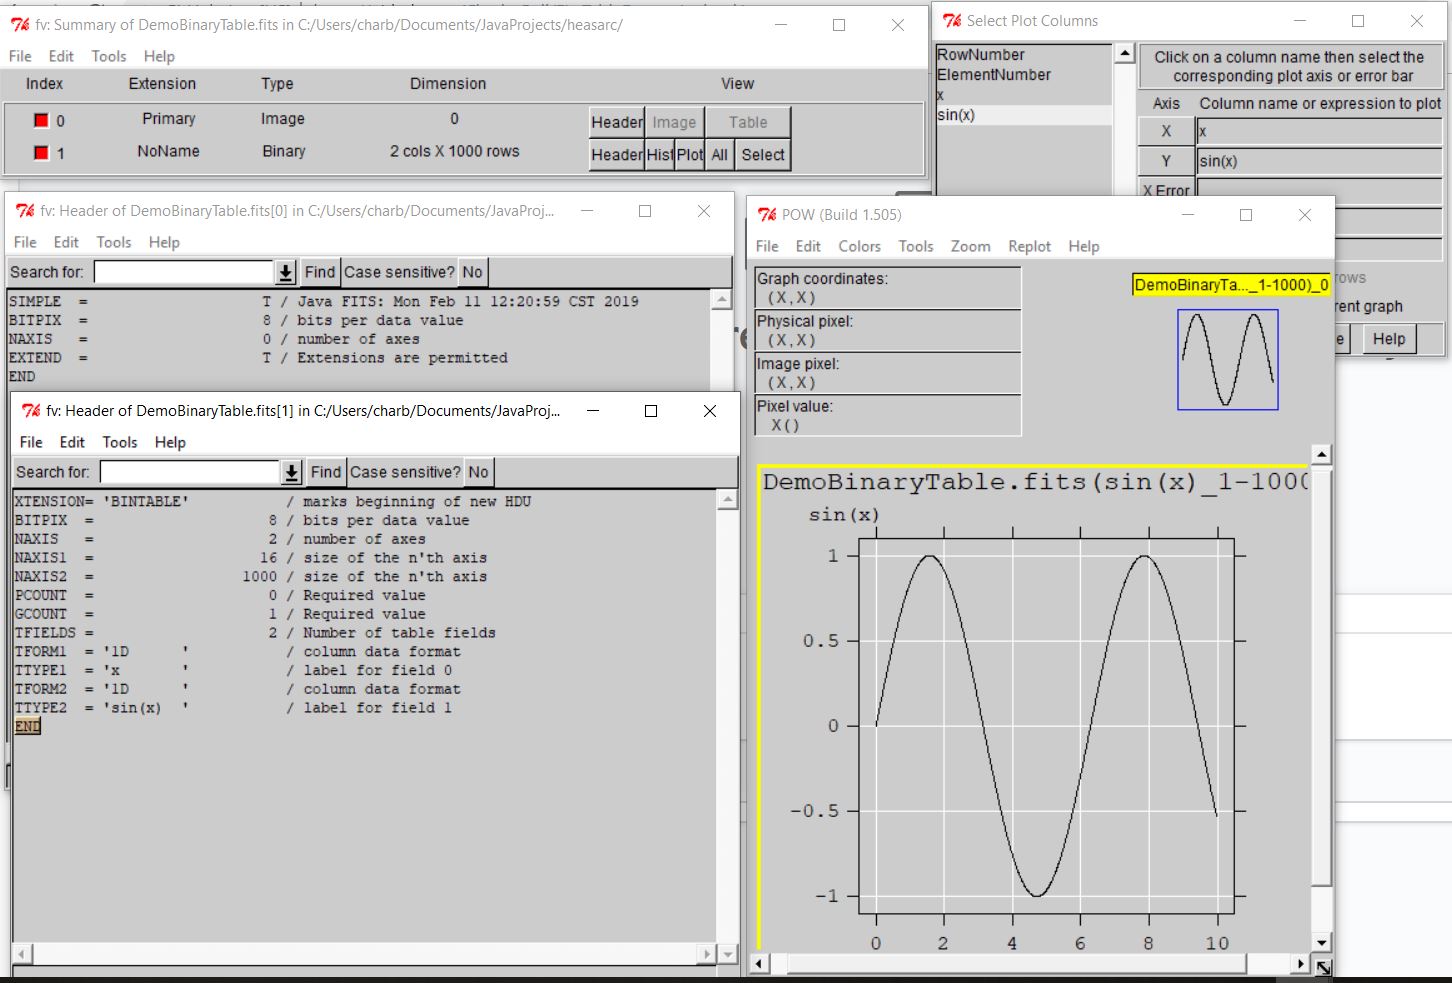 fv: Summary of DemoBinaryTable.fits in C:/Users/charb/Documents/JavaProjects/heasarc/
File Edit Tools Help
Index Extension Type Dimension View
0 Primary Image 0 Header Image Table
1 NoName Binary 2 cols X 1000 rows Header Hist Plot All Select
Select Plot Columns
RowNumber
ElementNumber
x
sin(x)
Click on a column name then select the
corresponding plot axis or error bar
Axis Column name or expression to plot
X x
Y sin(x)
X Error
rows
rent graph
e Help
fv: Header of DemoBinaryTable.fits[0] in C:/Users/charb/Documents/JavaProj...
File Edit Tools Help
Search for: Find Case sensitive? No
SIMPLE = T / Java FITS: Mon Feb 11 12:20:59 CST 2019
BITPIX = 8 / bits per data value
NAXIS = 0 / number of axes
EXTEND = T / Extensions are permitted
END
fv: Header of DemoBinaryTable.fits[1] in C:/Users/charb/Documents/JavaProj...
File Edit Tools Help
Search for: Find Case sensitive? No
XTENSION= 'BINTABLE' / marks beginning of new HDU
BITPIX = 8 / bits per data value
NAXIS = 2 / number of axes
NAXIS1 = 16 / size of the n'th axis
NAXIS2 = 1000 / size of the n'th axis
PCOUNT = 0 / Required value
GCOUNT = 1 / Required value
TFIELDS = 2 / Number of table fields
TFORM1 = '1D ' / column data format
TTYPE1 = 'x ' / label for field 0
TFORM2 = '1D ' / column data format
TTYPE2 = 'sin(x) ' / label for field 1
END
POW (Build 1.505)
File Edit Colors Tools Zoom Replot Help
Graph coordinates:
(X,X)
Physical pixel:
(X,X)
Image pixel:
(X,X)
Pixel value:
X()
DemoBinaryTa..._1-1000)_0
DemoBinaryTable.fits(sin(x)_1-1000
sin(x)
1
0.5
0
-0.5
-1
0 2 4 6 8 10